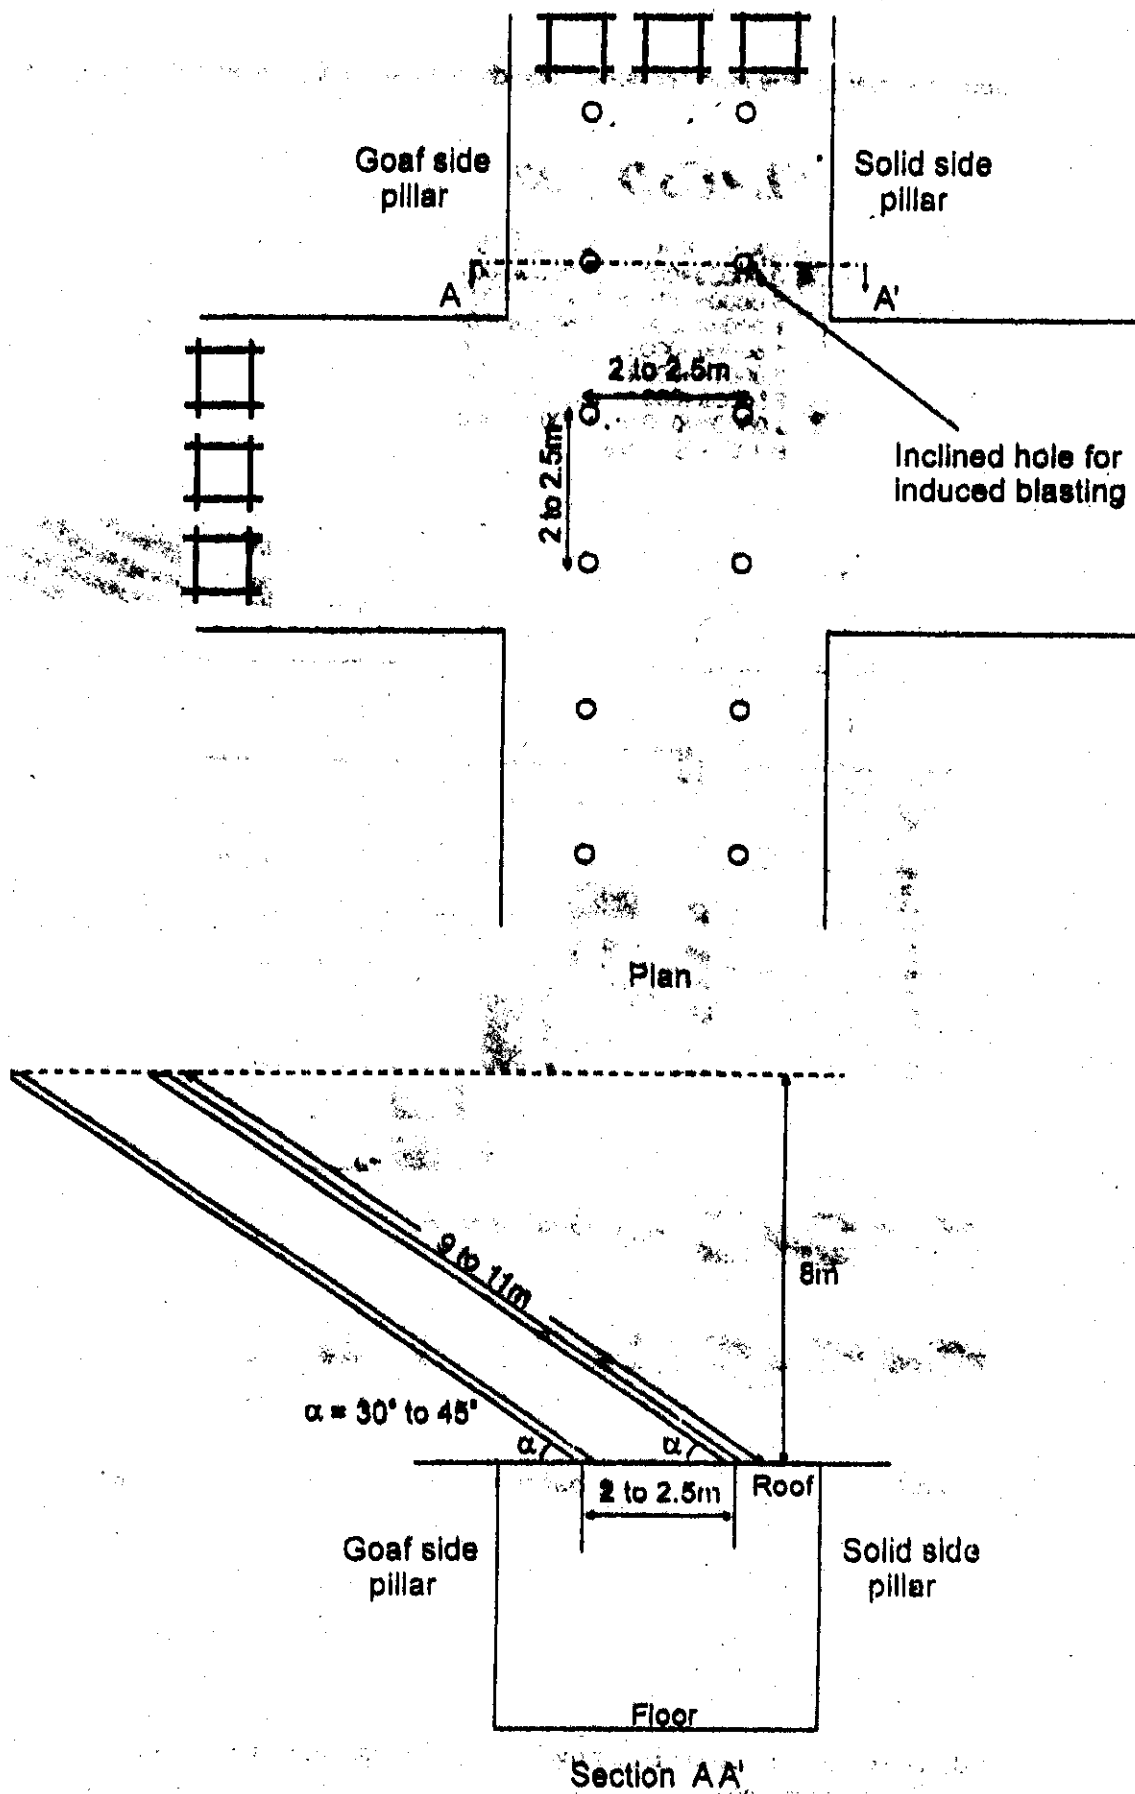 Goaf side
pillar
Solid side
pillar
A
A'
2 to 2.5m
2 to 2.5m
Inclined hole for
induced blasting
Plan
9 to 11m
8m
α = 30° to 45°
α
α
2 to 2.5m
Roof
Goaf side
pillar
Solid side
pillar
Floor
Section AA'